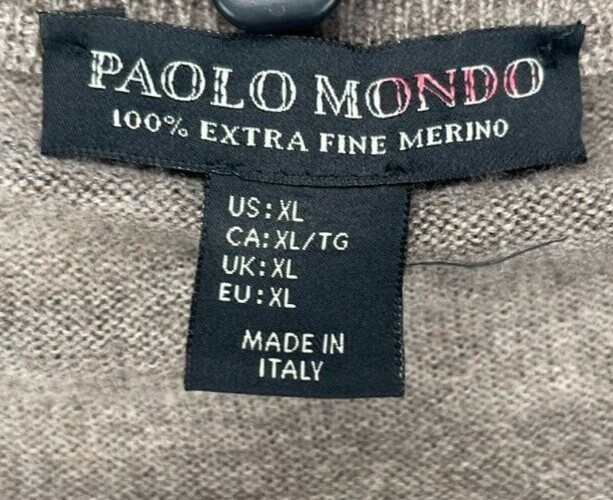 PAOLO MONDO
100% EXTRA FINE MERINO
US: XL
CA: XL/TG
UK: XL
EU: XL
MADE IN
ITALY